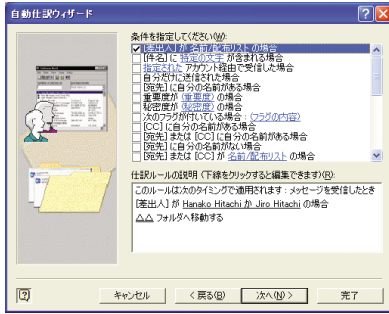 自動仕訳ウィザード
条件を指定してください(W):
[差出人] が 名前/配布リスト の場合
[件名] に 特定の文字 が含まれる場合
指定された アカウント経由で受信した場合
自分だけに送信された場合
[宛先] に自分の名前がある場合
重要度が (重要度) の場合
秘密度が (秘密度) の場合
次のフラグが付いている場合 : (フラグの内容)
[CC] に自分の名前がある場合
[宛先] または [CC] に自分の名前がある場合
[宛先] に自分の名前がない場合
[宛先] または [CC] が 名前/配布リスト の場合
仕訳ルールの説明 (下線をクリックすると編集できます)(R):
このルールは次のタイミングで適用されます : メッセージを受信したとき
[差出人] が Hanako Hitachi か Jiro Hitachi の場合
△△ フォルダへ移動する
キャンセル
< 戻る(B)
次へ(N) >
完了